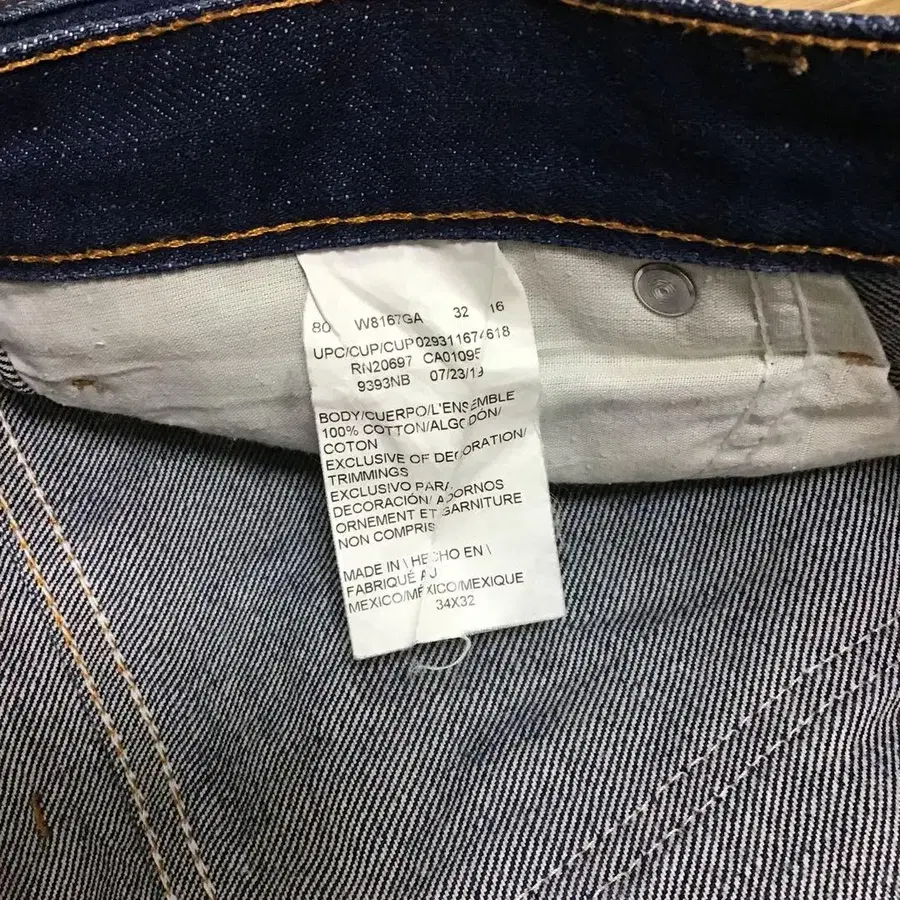 80 W8167GA 32 16
UPC/CUP/CUP 029311674618
RN20697 CA01095
9393NB 07/23/19
BODY/CUERPO/L'ENSEMBLE
100% COTTON/ALGODÓN/
COTON
EXCLUSIVE OF DECORATION/
TRIMMINGS
EXCLUSIVO PARA
DECORACIÓN/ ADORNOS
ORNEMENT ET GARNITURE
NON COMPRIS
MADE IN \ HECHO EN \
FABRIQUÉ AU
MEXICO/MÉXICO/MEXIQUE
34X32